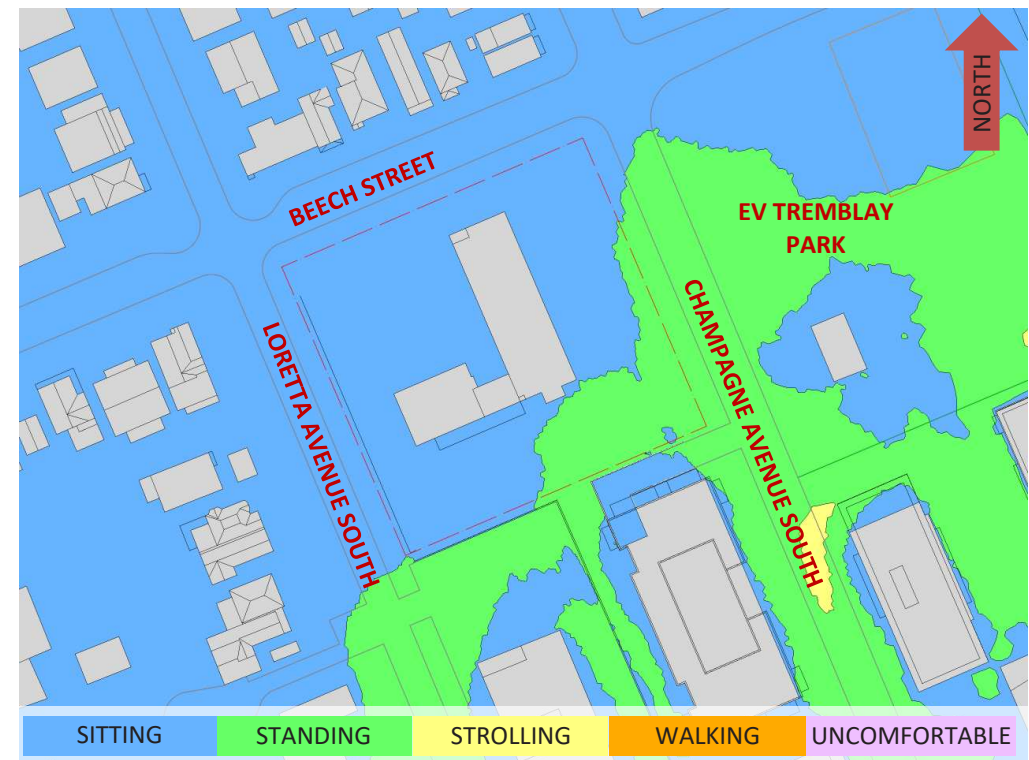 NORTH
BEECH STREET
EV TREMBLAY
PARK
CHAMPAGNE AVENUE SOUTH
LORETTA AVENUE SOUTH
SITTING
STANDING
STROLLING
WALKING
UNCOMFORTABLE